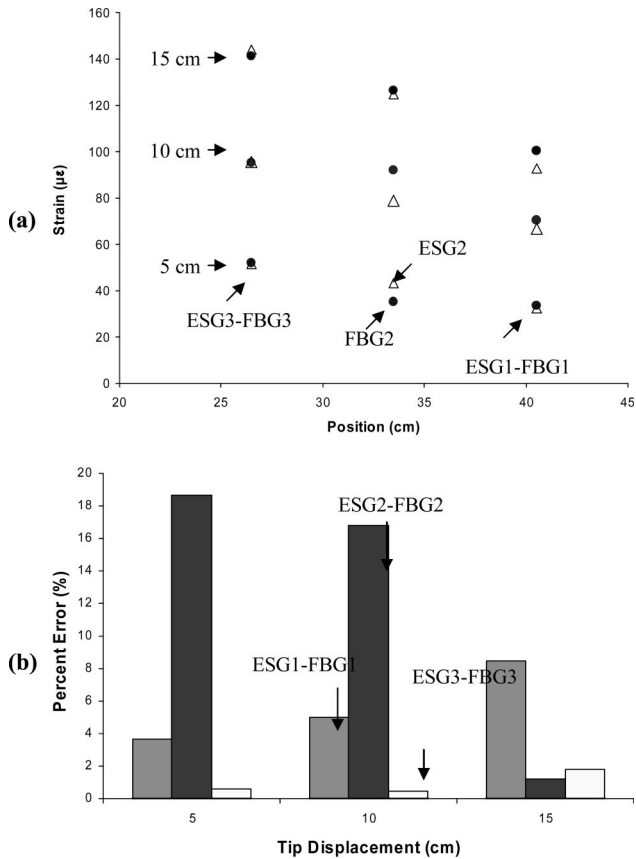 (a)
Strain (με)
160
140
120
100
80
60
40
20
0
15 cm
10 cm
5 cm
ESG3-FBG3
ESG2
FBG2
ESG1-FBG1
20 25 30 35 40 45
Position (cm)
(b)
Percent Error (%)
20
18
16
14
12
10
8
6
4
2
0
ESG2-FBG2
ESG1-FBG1
ESG3-FBG3
5 10 15
Tip Displacement (cm)